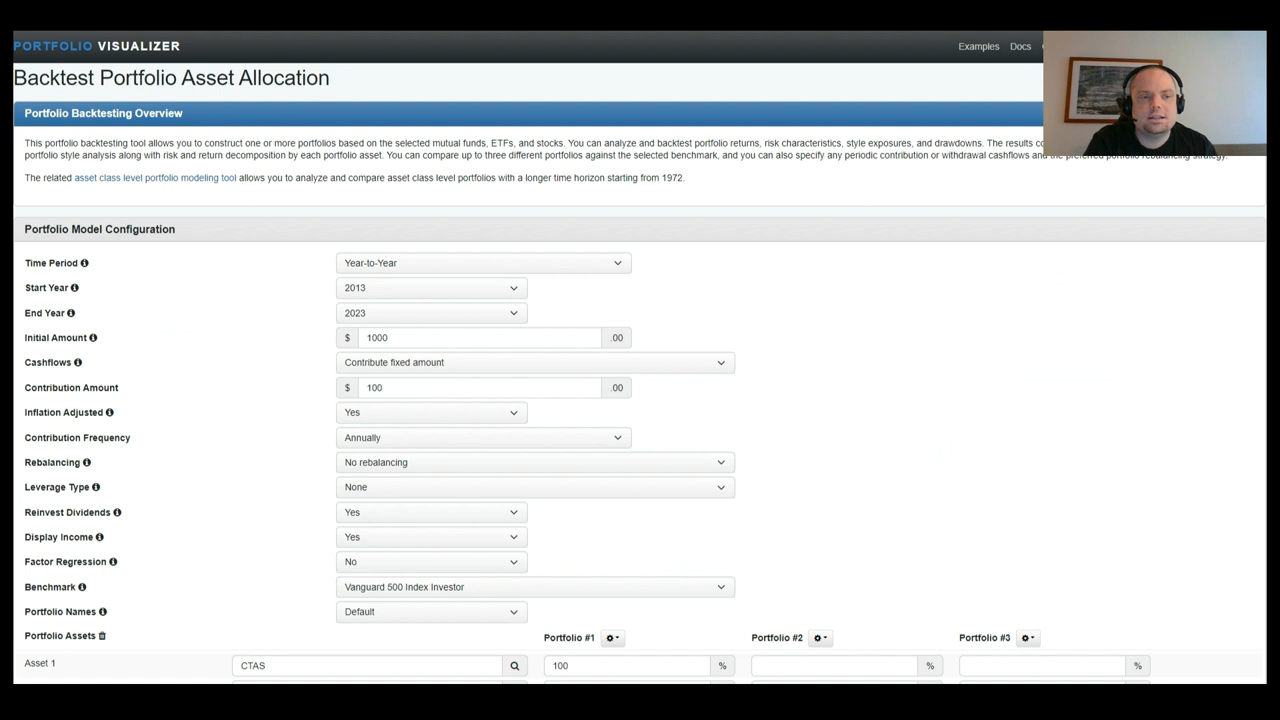 PORTFOLIO VISUALIZER
Examples Docs
Backtest Portfolio Asset Allocation
Portfolio Backtesting Overview
This portfolio backtesting tool allows you to construct one or more portfolios based on the selected mutual funds, ETFs, and stocks. You can analyze and backtest portfolio returns, risk characteristics, style exposures, and drawdowns. The results
portfolio style analysis along with risk and return decomposition by each portfolio asset. You can compare up to three different portfolios against the selected benchmark, and you can also specify any periodic contribution or withdrawal cashflows and the preferred portfolio rebalancing strategy.
The related asset class level portfolio modeling tool allows you to analyze and compare asset class level portfolios with a longer time horizon starting from 1972.
Portfolio Model Configuration
Time Period Year-to-Year
Start Year 2013
End Year 2023
Initial Amount $ 1000 .00
Cashflows Contribute fixed amount
Contribution Amount $ 100 .00
Inflation Adjusted Yes
Contribution Frequency Annually
Rebalancing No rebalancing
Leverage Type None
Reinvest Dividends Yes
Display Income Yes
Factor Regression No
Benchmark Vanguard 500 Index Investor
Portfolio Names Default
Portfolio Assets Portfolio #1 Portfolio #2 Portfolio #3
Asset 1 CTAS 100 % % %